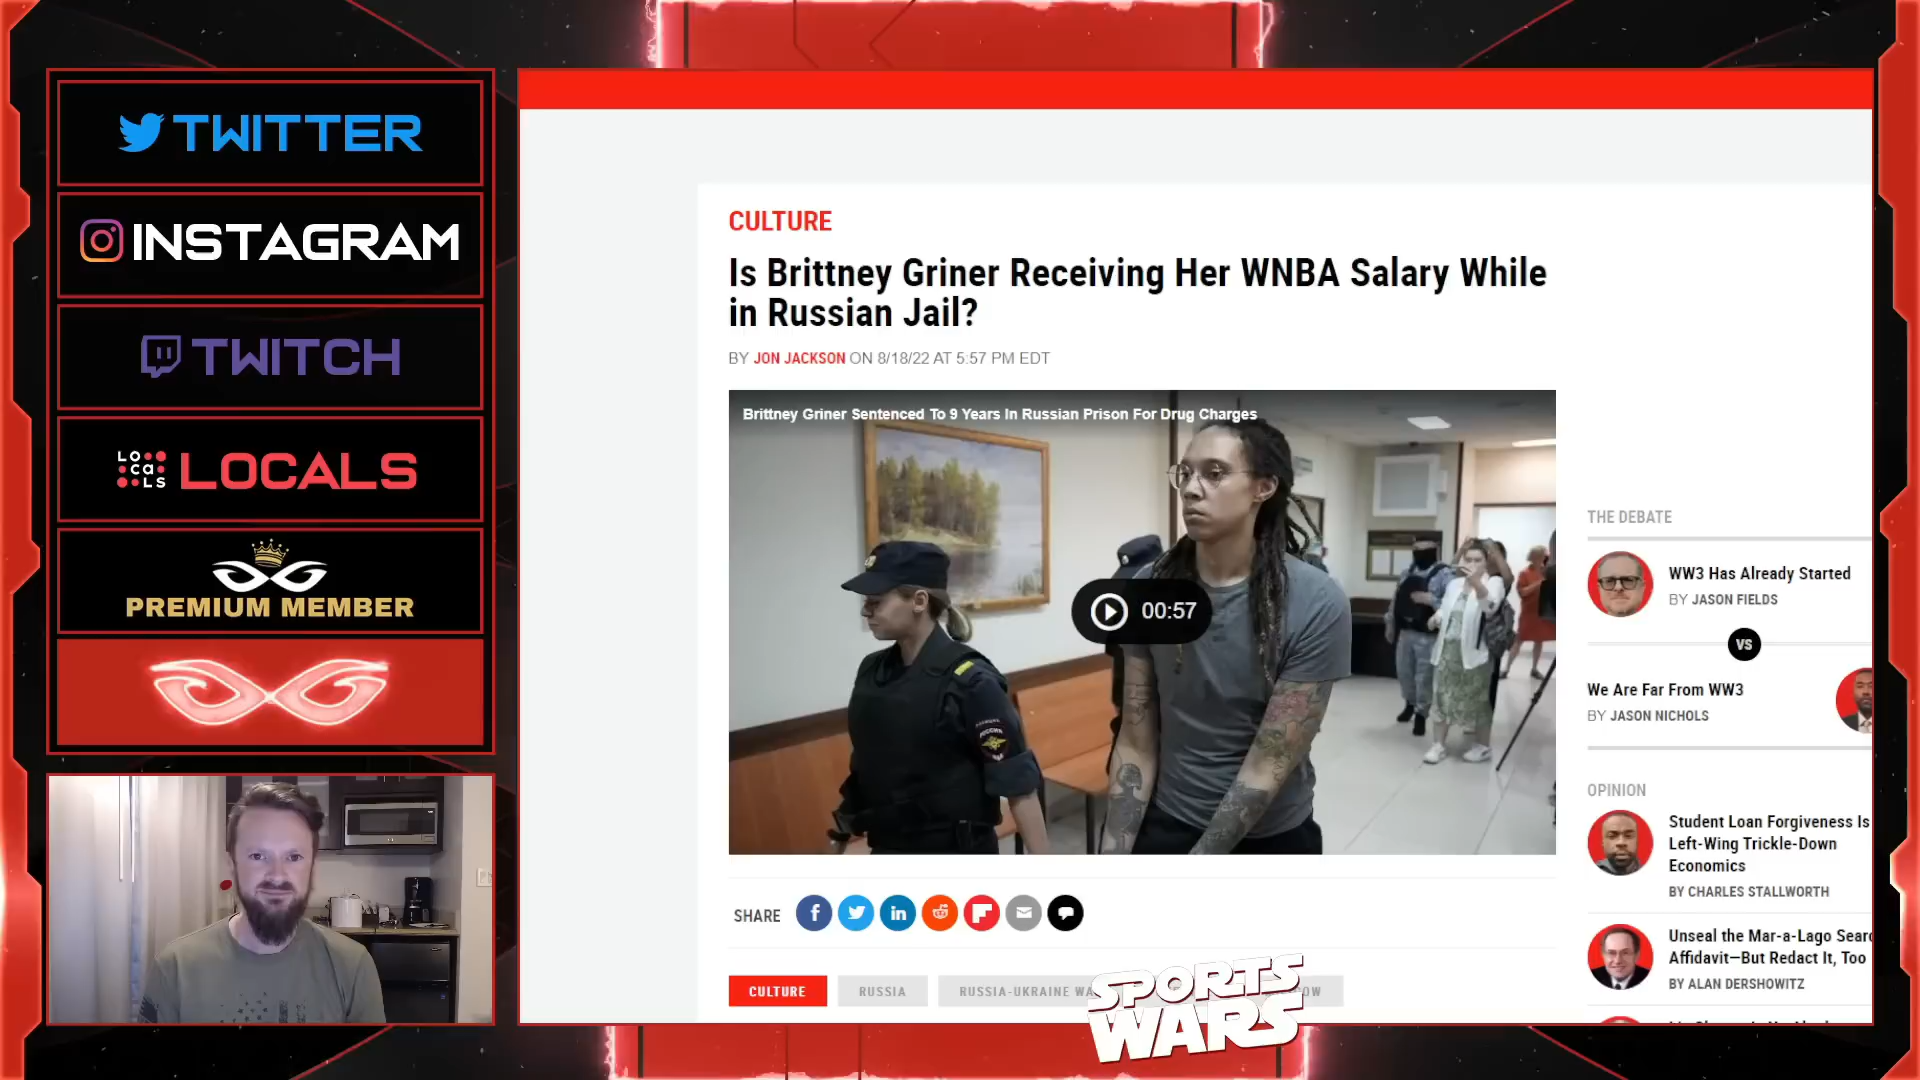 TWITTER
INSTAGRAM
TWITCH
LOCALS
LOCALS
PREMIUM MEMBER
CULTURE
Is Brittney Griner Receiving Her WNBA Salary While
in Russian Jail?
BY JON JACKSON ON 8/18/22 AT 5:57 PM EDT
Brittney Griner Sentenced To 9 Years In Russian Prison For Drug Charges
00:57
SHARE
CULTURE
RUSSIA
RUSSIA-UKRAINE WA
OW
SPORTS
WARS
THE DEBATE
WW3 Has Already Started
BY JASON FIELDS
VS
We Are Far From WW3
BY JASON NICHOLS
OPINION
Student Loan Forgiveness Is
Left-Wing Trickle-Down
Economics
BY CHARLES STALLWORTH
Unseal the Mar-a-Lago Searc
Affidavit—But Redact It, Too
BY ALAN DERSHOWITZ